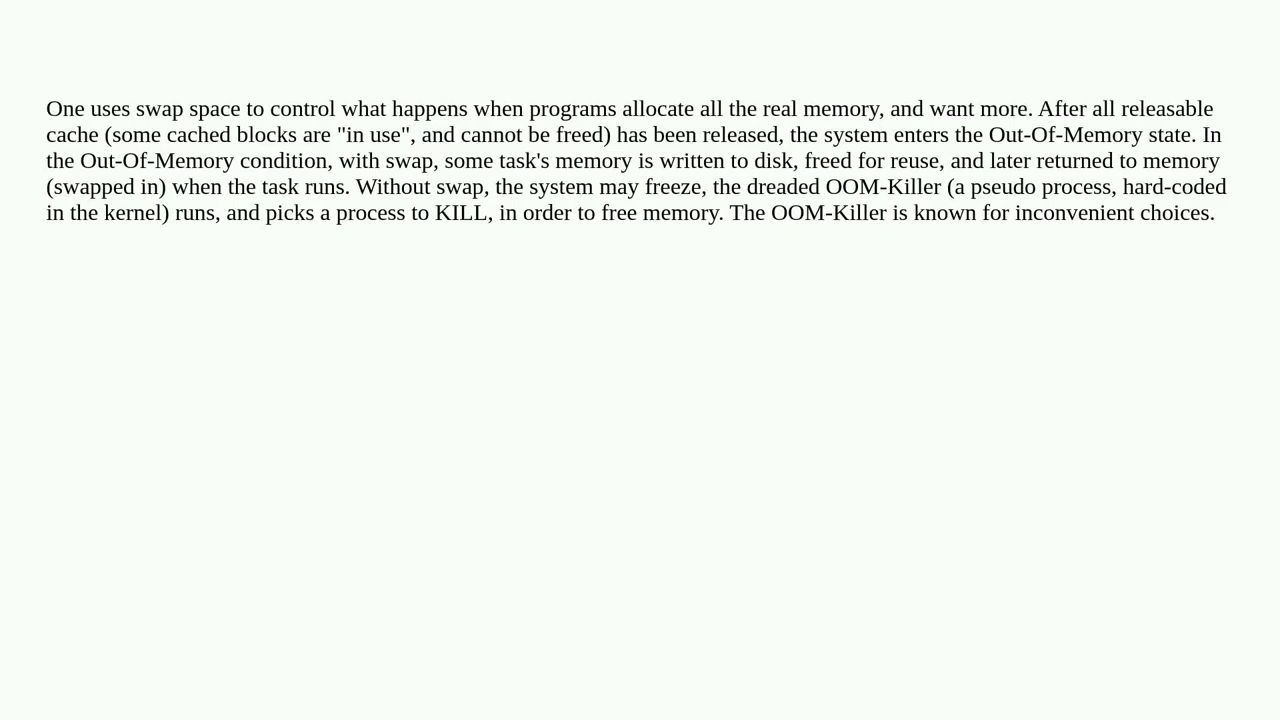 One uses swap space to control what happens when programs allocate all the real memory, and want more. After all releasable
cache (some cached blocks are "in use", and cannot be freed) has been released, the system enters the Out-Of-Memory state. In
the Out-Of-Memory condition, with swap, some task's memory is written to disk, freed for reuse, and later returned to memory
(swapped in) when the task runs. Without swap, the system may freeze, the dreaded OOM-Killer (a pseudo process, hard-coded
in the kernel) runs, and picks a process to KILL, in order to free memory. The OOM-Killer is known for inconvenient choices.